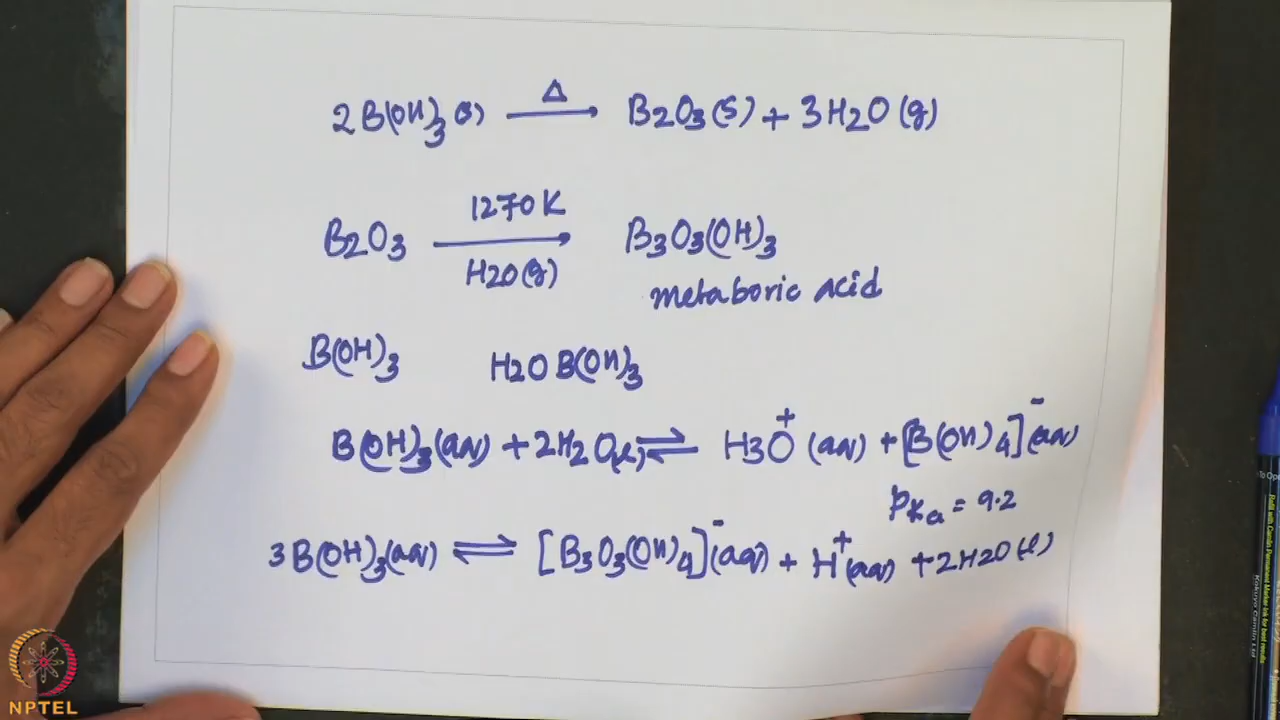 2B(OH)3(s) Δ→ B2O3(s) + 3H2O(g)
1270K
B2O3 → B3O3(OH)3
H2O(g)
metaboric acid
B(OH)3 H2O B(OH)3
B(OH)3(aq) + 2H2O(l) ⇌ H3O+ (aq) + [B(OH)4]-(aq)
pKa = 9.2
3B(OH)3(aq) ⇌ [B3O3(OH)4]-(aq) + H+(aq) + 2H2O(l)
NPTEL